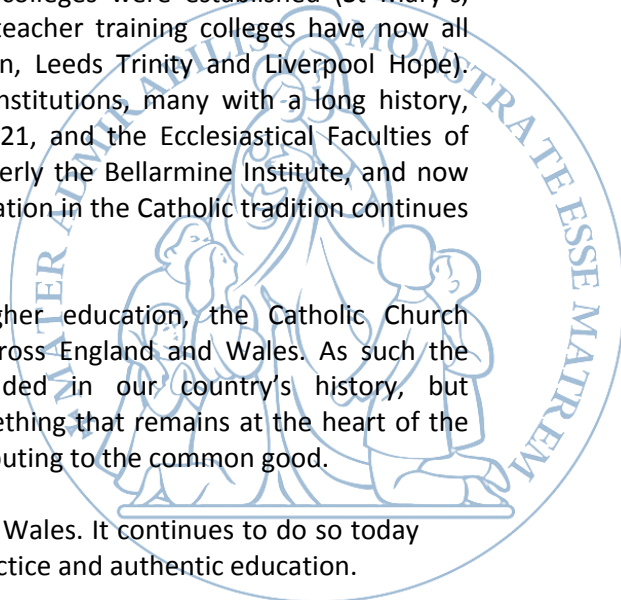 colleges were established (St Mary's,
teacher training colleges have now all
n, Leeds Trinity and Liverpool Hope).
nstitutions, many with a long history,
21, and the Ecclesiastical Faculties of
erly the Bellarmine Institute, and now
ation in the Catholic tradition continues
gher education, the Catholic Church
ross England and Wales. As such the
ded in our country's history, but
ething that remains at the heart of the
outing to the common good.
Wales. It continues to do so today
ctice and authentic education.
MATER ADMIRABILIS MONSTRA TE ESSE MATREM